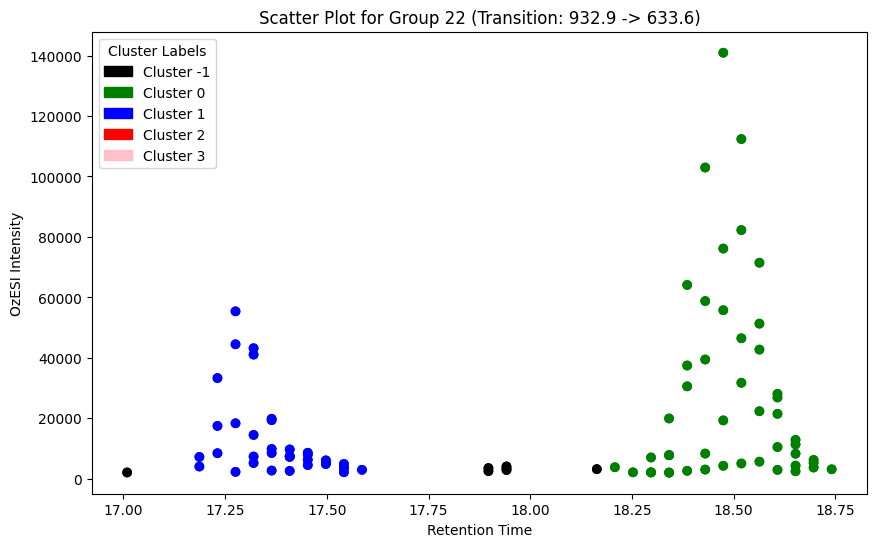 Scatter Plot for Group 22 (Transition: 932.9 -> 633.6)
Cluster Labels
Cluster -1
Cluster 0
Cluster 1
Cluster 2
Cluster 3
OzESI Intensity
140000
120000
100000
80000
60000
40000
20000
0
17.00 17.25 17.50 17.75 18.00 18.25 18.50 18.75
Retention Time